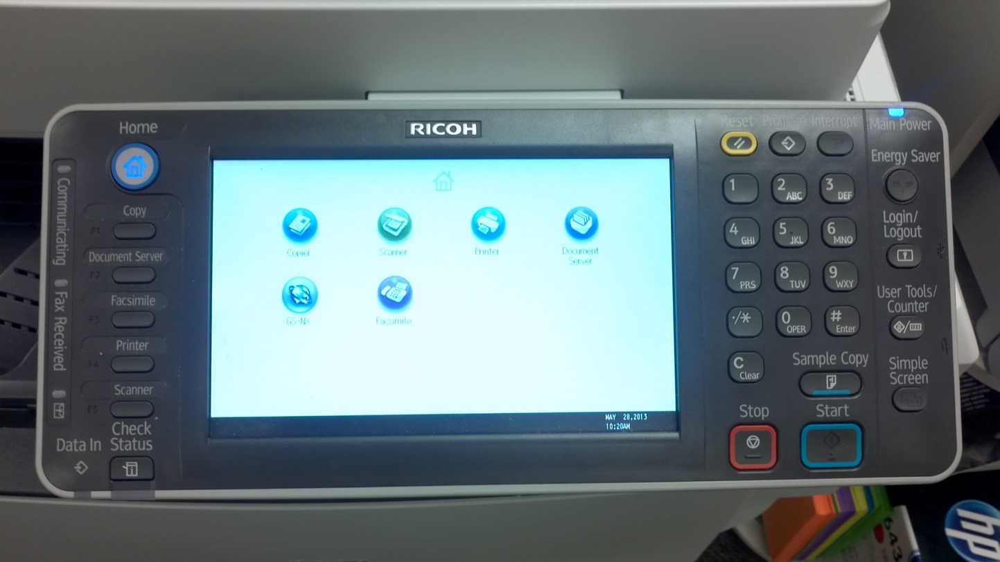 RICOH
Home
Communicating
Fax Received
Copy
F1
Document Server
F2
Facsimile
F3
Printer
F4
Scanner
F5
Check
Status
Data In
Copier
Scanner
Printer
Document
Server
GS-NX
Facsimile
MAY 28,2013
10:20AM
Reset
Program
Interrupt
Main Power
1
2 ABC
3 DEF
4 GHI
5 JKL
6 MNO
7 PRS
8 TUV
9 WXY
./*
0 OPER
# Enter
C Clear
Sample Copy
Stop
Start
Energy Saver
Login/
Logout
User Tools/
Counter
Simple
Screen
643
hp